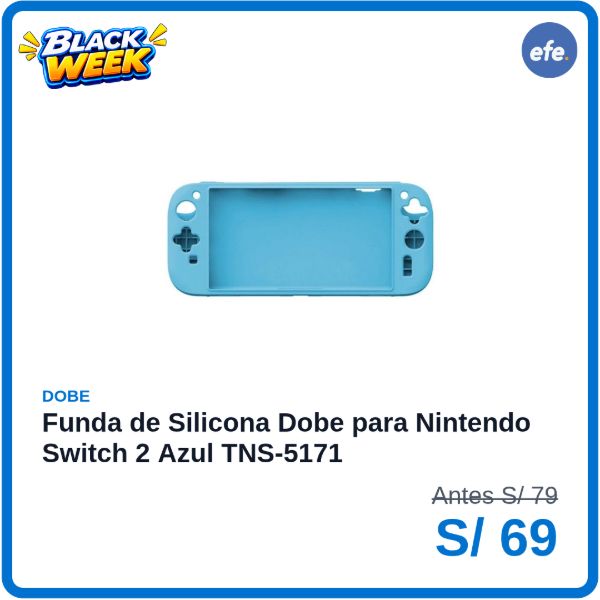 BLACK
WEEK
efe.
DOBE
Funda de Silicona Dobe para Nintendo
Switch 2 Azul TNS-5171
Antes S/ 79
S/ 69